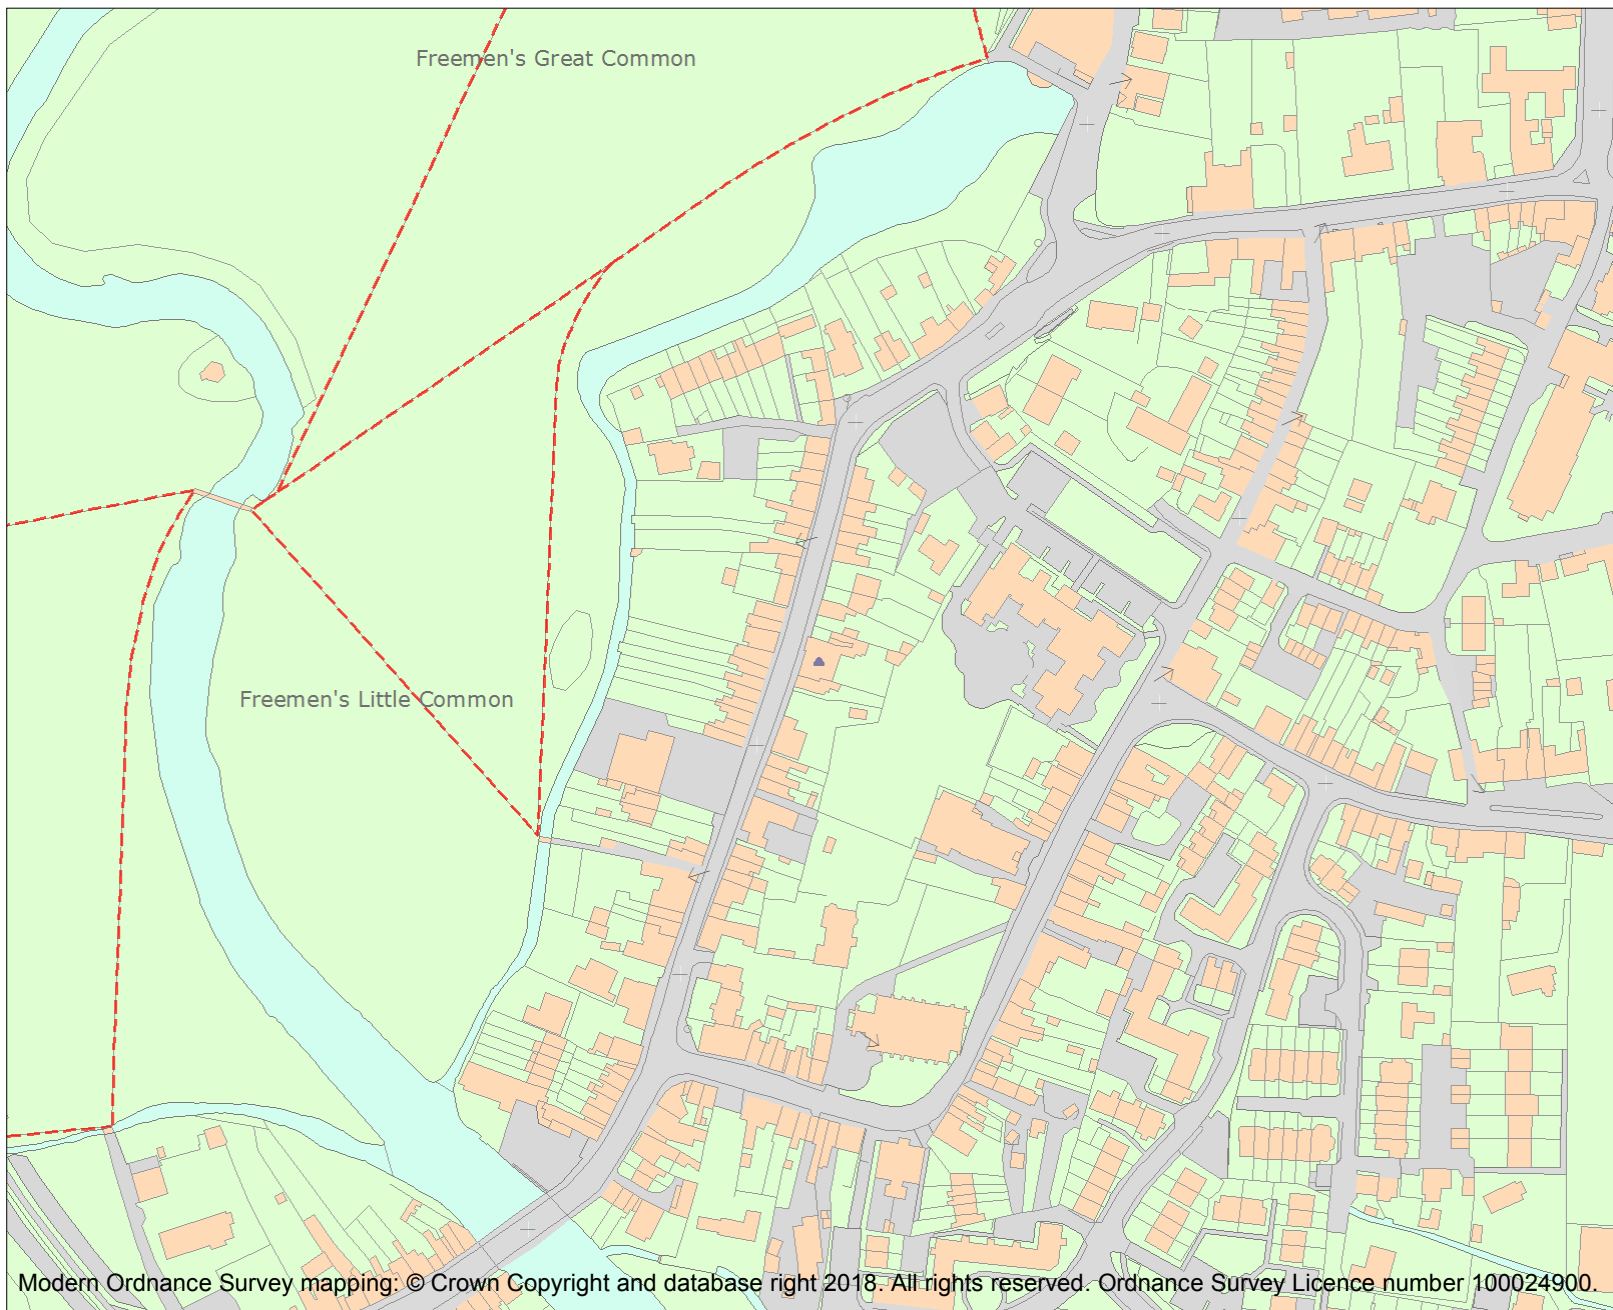 Freemen's Great Common
Freemen's Little Common
Modern Ordnance Survey mapping: © Crown Copyright and database right 2018. All rights reserved. Ordnance Survey Licence number 100024900.